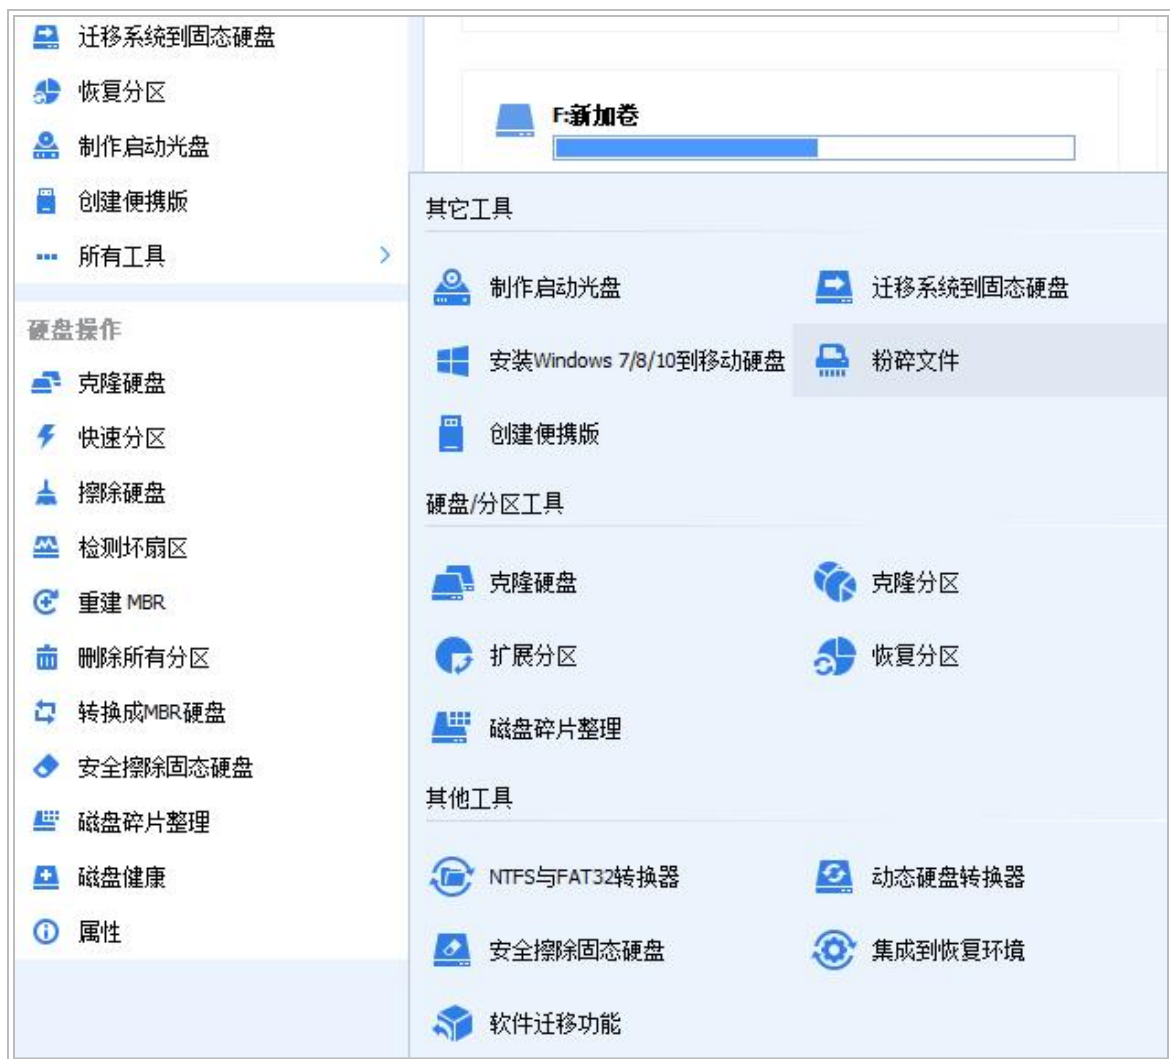 迁移系统到固态硬盘
恢复分区
制作启动光盘
创建便携版
所有工具
硬盘操作
克隆硬盘
快速分区
擦除硬盘
检测坏扇区
重建 MBR
删除所有分区
转换成MBR硬盘
安全擦除固态硬盘
磁盘碎片整理
磁盘健康
属性
F:新加卷
其它工具
制作启动光盘
迁移系统到固态硬盘
安装Windows 7/8/10到移动硬盘
粉碎文件
创建便携版
硬盘/分区工具
克隆硬盘
克隆分区
扩展分区
恢复分区
磁盘碎片整理
其他工具
NTFS与FAT32转换器
动态硬盘转换器
安全擦除固态硬盘
集成到恢复环境
软件迁移功能